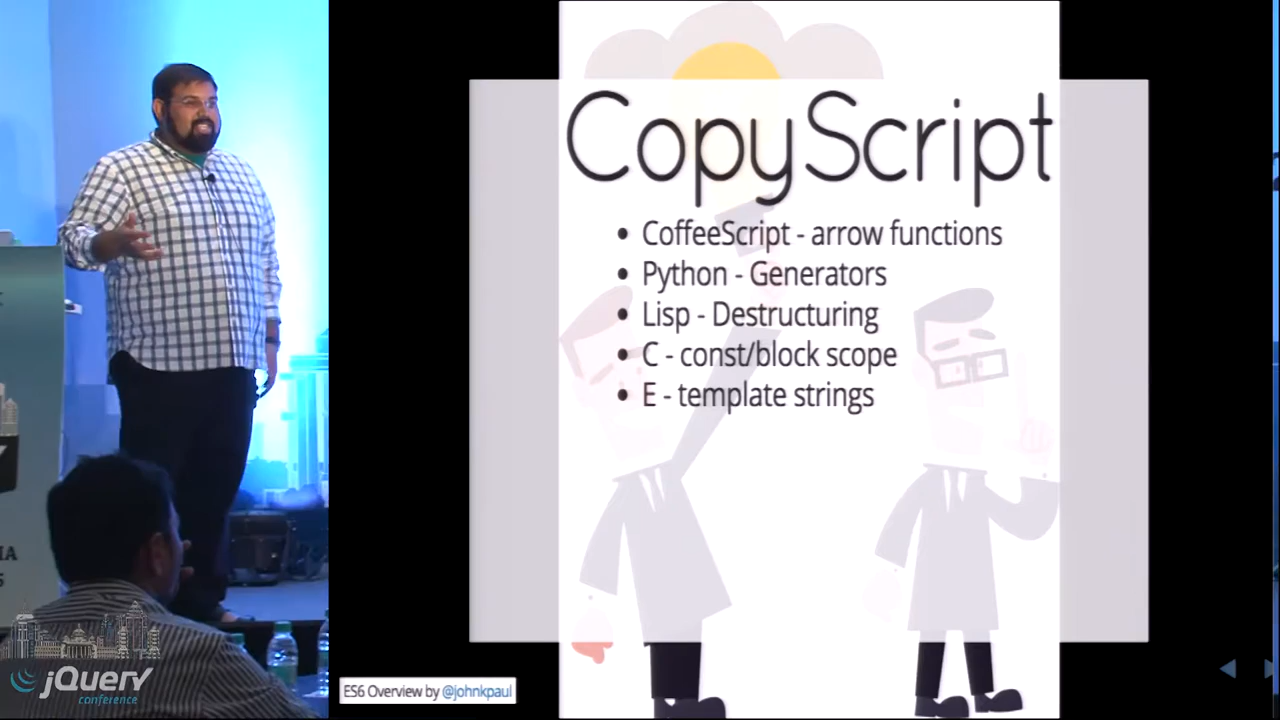 CopyScript
• CoffeeScript - arrow functions
• Python - Generators
• Lisp - Destructuring
• C - const/block scope
• E - template strings
ES6 Overview by @johnkpaul
jQuery
conference